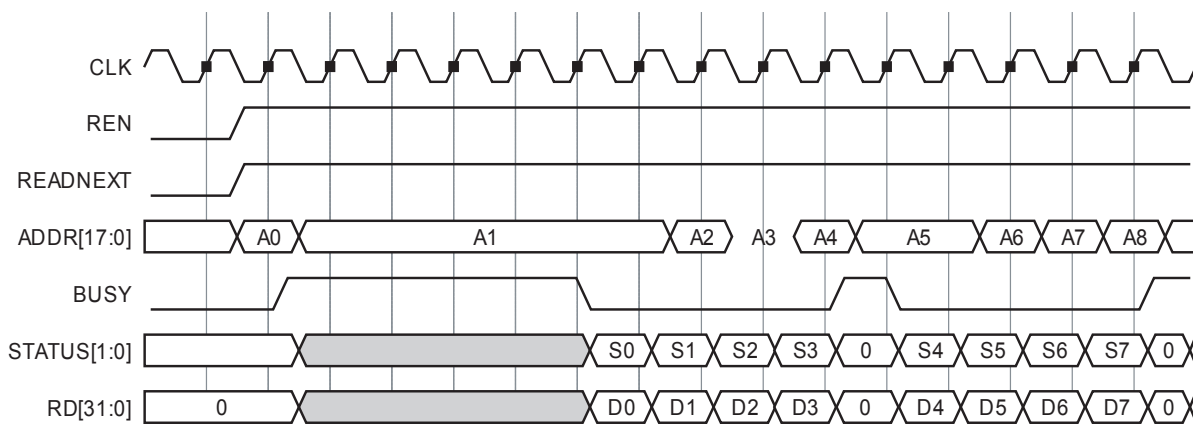 CLK
REN
READNEXT
ADDR[17:0] A0 A1 A2 A3 A4 A5 A6 A7 A8
BUSY
STATUS[1:0] S0 S1 S2 S3 0 S4 S5 S6 S7 0
RD[31:0] 0 D0 D1 D2 D3 0 D4 D5 D6 D7 0